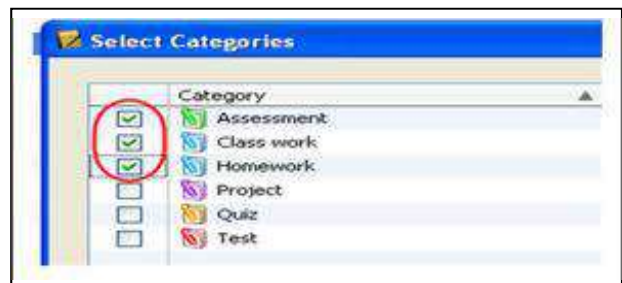 Select Categories
Category
Assessment
Class work
Homework
Project
Quiz
Test